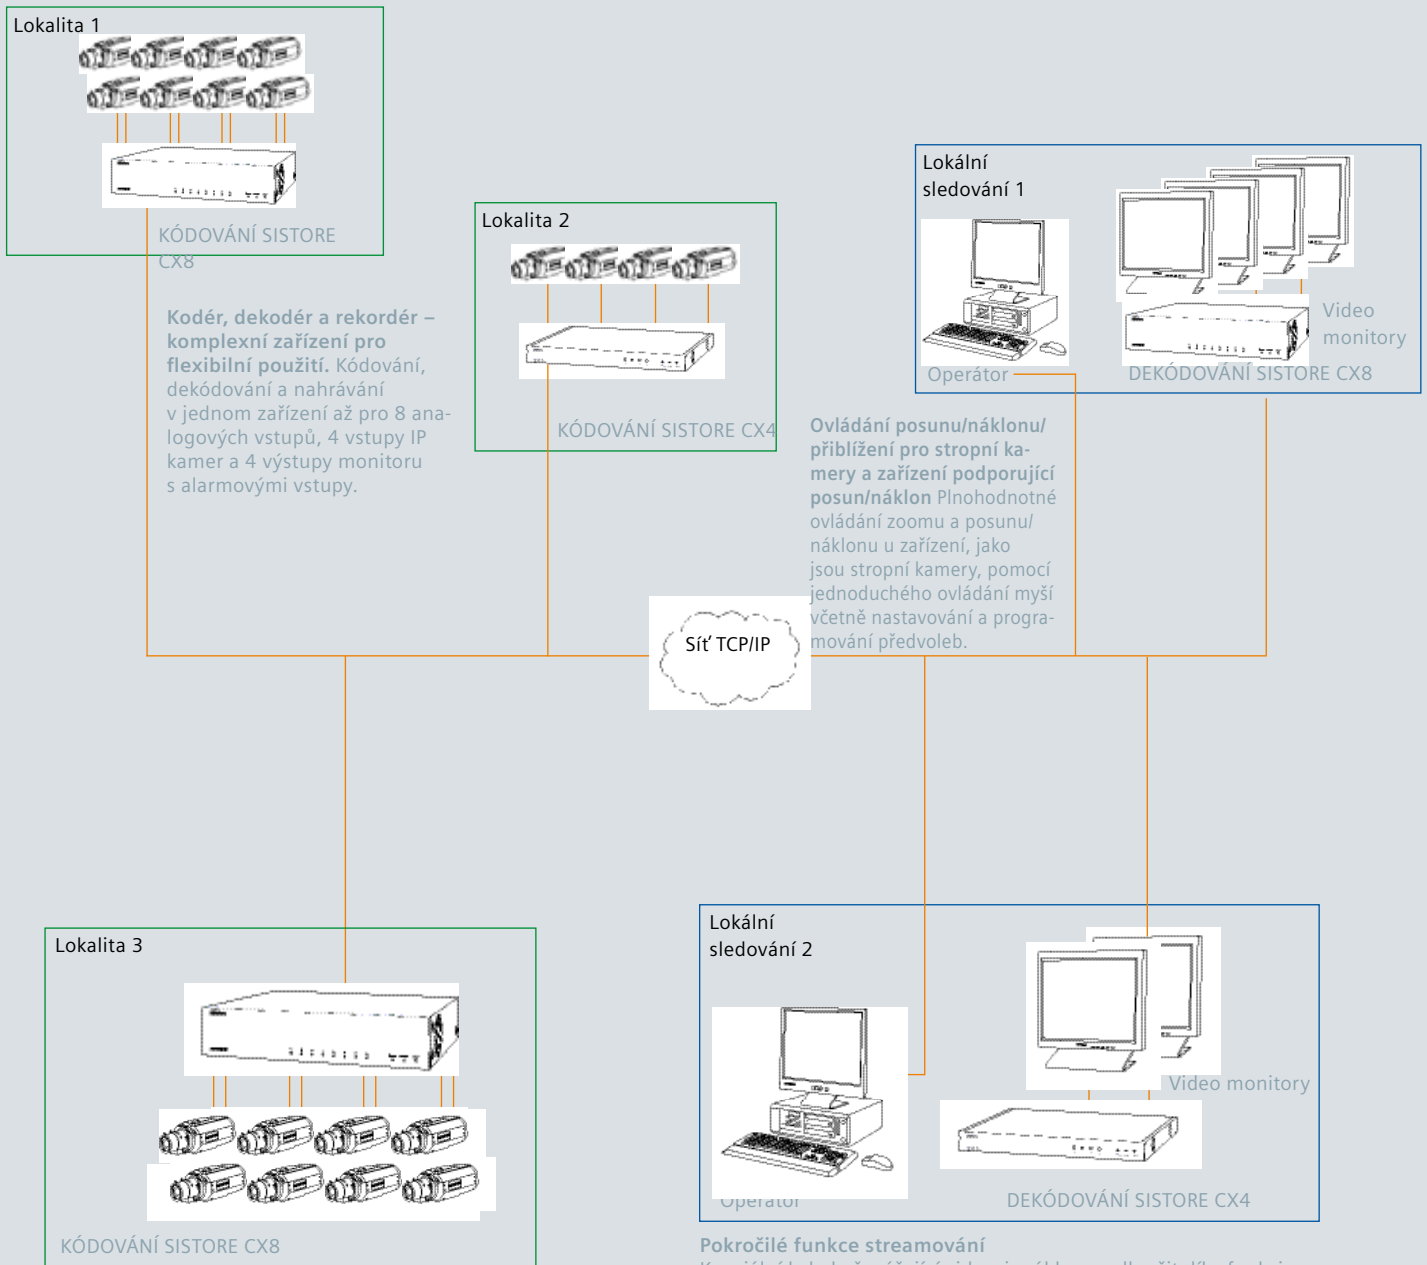 Lokalita 1
KÓDOVÁNÍ SISTORE
CX8
Kodér, dekodér a rekordér –
komplexní zařízení pro
flexibilní použití. Kódování,
dekódování a nahrávání
v jednom zařízení až pro 8 ana-
logových vstupů, 4 vstupy IP
kamer a 4 výstupy monitoru
s alarmovými vstupy.
Lokalita 2
KÓDOVÁNÍ SISTORE CX4
Lokální
sledování 1
Operátor
Video
monitory
DEKÓDOVÁNÍ SISTORE CX8
Ovládání posunu/náklonu/
přiblížení pro stropní ka-
mery a zařízení podporující
posun/náklon Plnohodnotné
ovládání zoomu a posunu/
náklonu u zařízení, jako
jsou stropní kamery, pomocí
jednoduchého ovládání myší
včetně nastavování a progra-
mování předvoleb.
Síť TCP/IP
Lokalita 3
KÓDOVÁNÍ SISTORE CX8
Lokální
sledování 2
Video monitory
Operátor
DEKÓDOVÁNÍ SISTORE CX4
Pokročilé funkce streamování